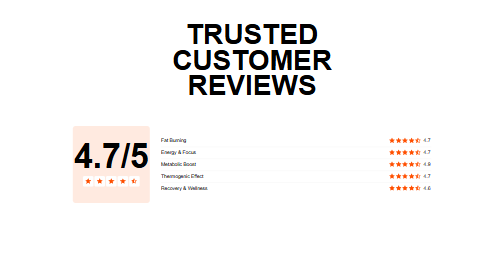 TRUSTED
CUSTOMER
REVIEWS
4.7/5
Fat Burning 4.7
Energy & Focus 4.7
Metabolic Boost 4.9
Thermogenic Effect 4.7
Recovery & Wellness 4.6